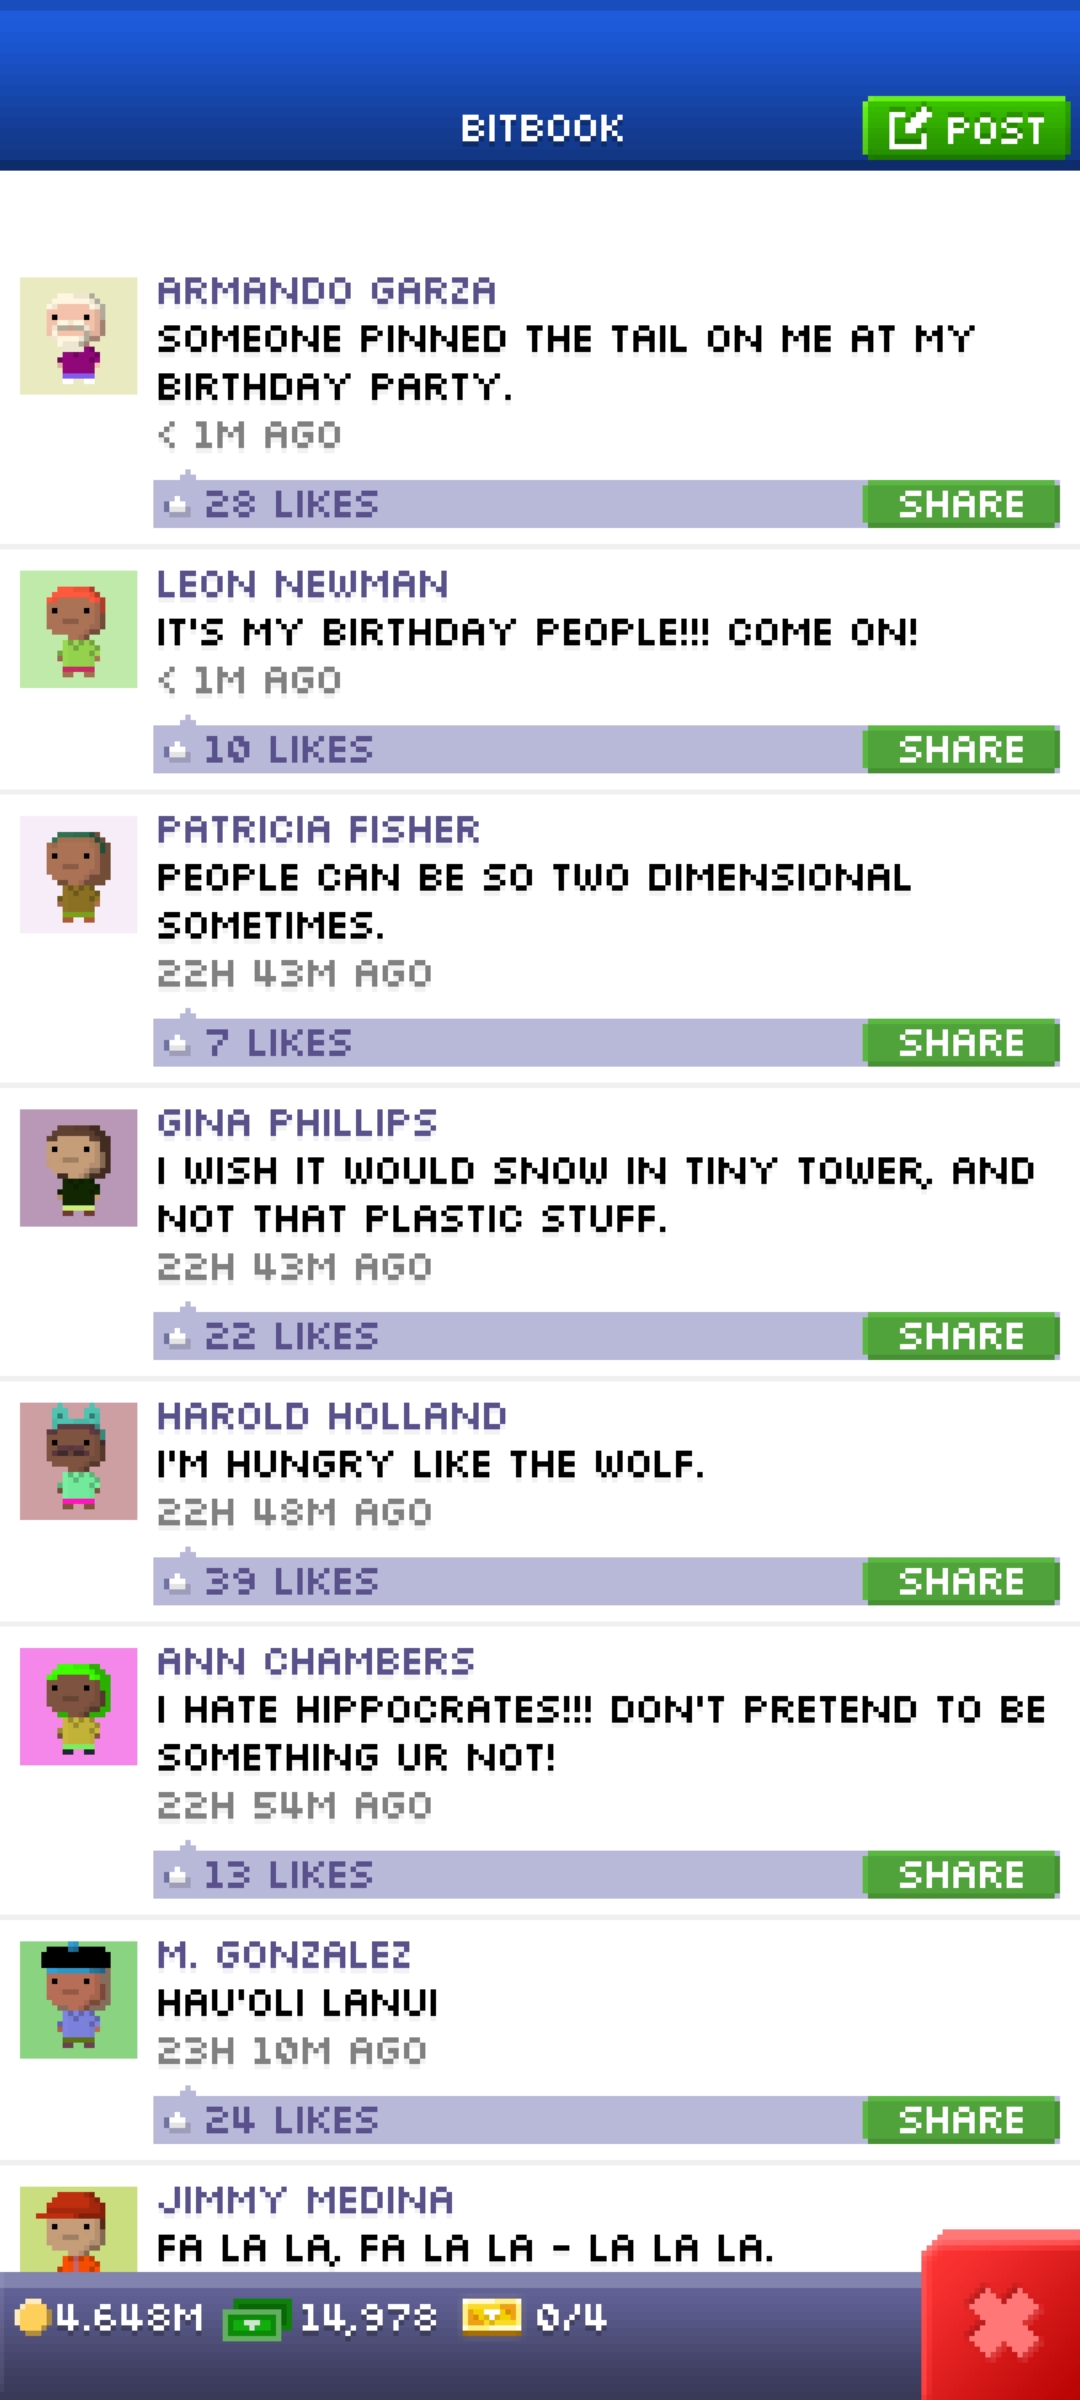 BITBOOK
POST
ARMANDO GARZA
SOMEONE PINNED THE TAIL ON ME AT MY
BIRTHDAY PARTY.
< 1M AGO
28 LIKES
SHARE
LEON NEWMAN
IT'S MY BIRTHDAY PEOPLE!!! COME ON!
< 1M AGO
10 LIKES
SHARE
PATRICIA FISHER
PEOPLE CAN BE SO TWO DIMENSIONAL
SOMETIMES.
22H 43M AGO
7 LIKES
SHARE
GINA PHILLIPS
I WISH IT WOULD SNOW IN TINY TOWER, AND
NOT THAT PLASTIC STUFF.
22H 43M AGO
22 LIKES
SHARE
HAROLD HOLLAND
I'M HUNGRY LIKE THE WOLF.
22H 48M AGO
39 LIKES
SHARE
ANN CHAMBERS
I HATE HIPPOCRATES!!! DON'T PRETEND TO BE
SOMETHING UR NOT!
22H 54M AGO
13 LIKES
SHARE
M. GONZALEZ
HAU'OLI LANUI
23H 10M AGO
24 LIKES
SHARE
JIMMY MEDINA
FA LA LA, FA LA LA - LA LA LA.
4.648M 14,978 0/4